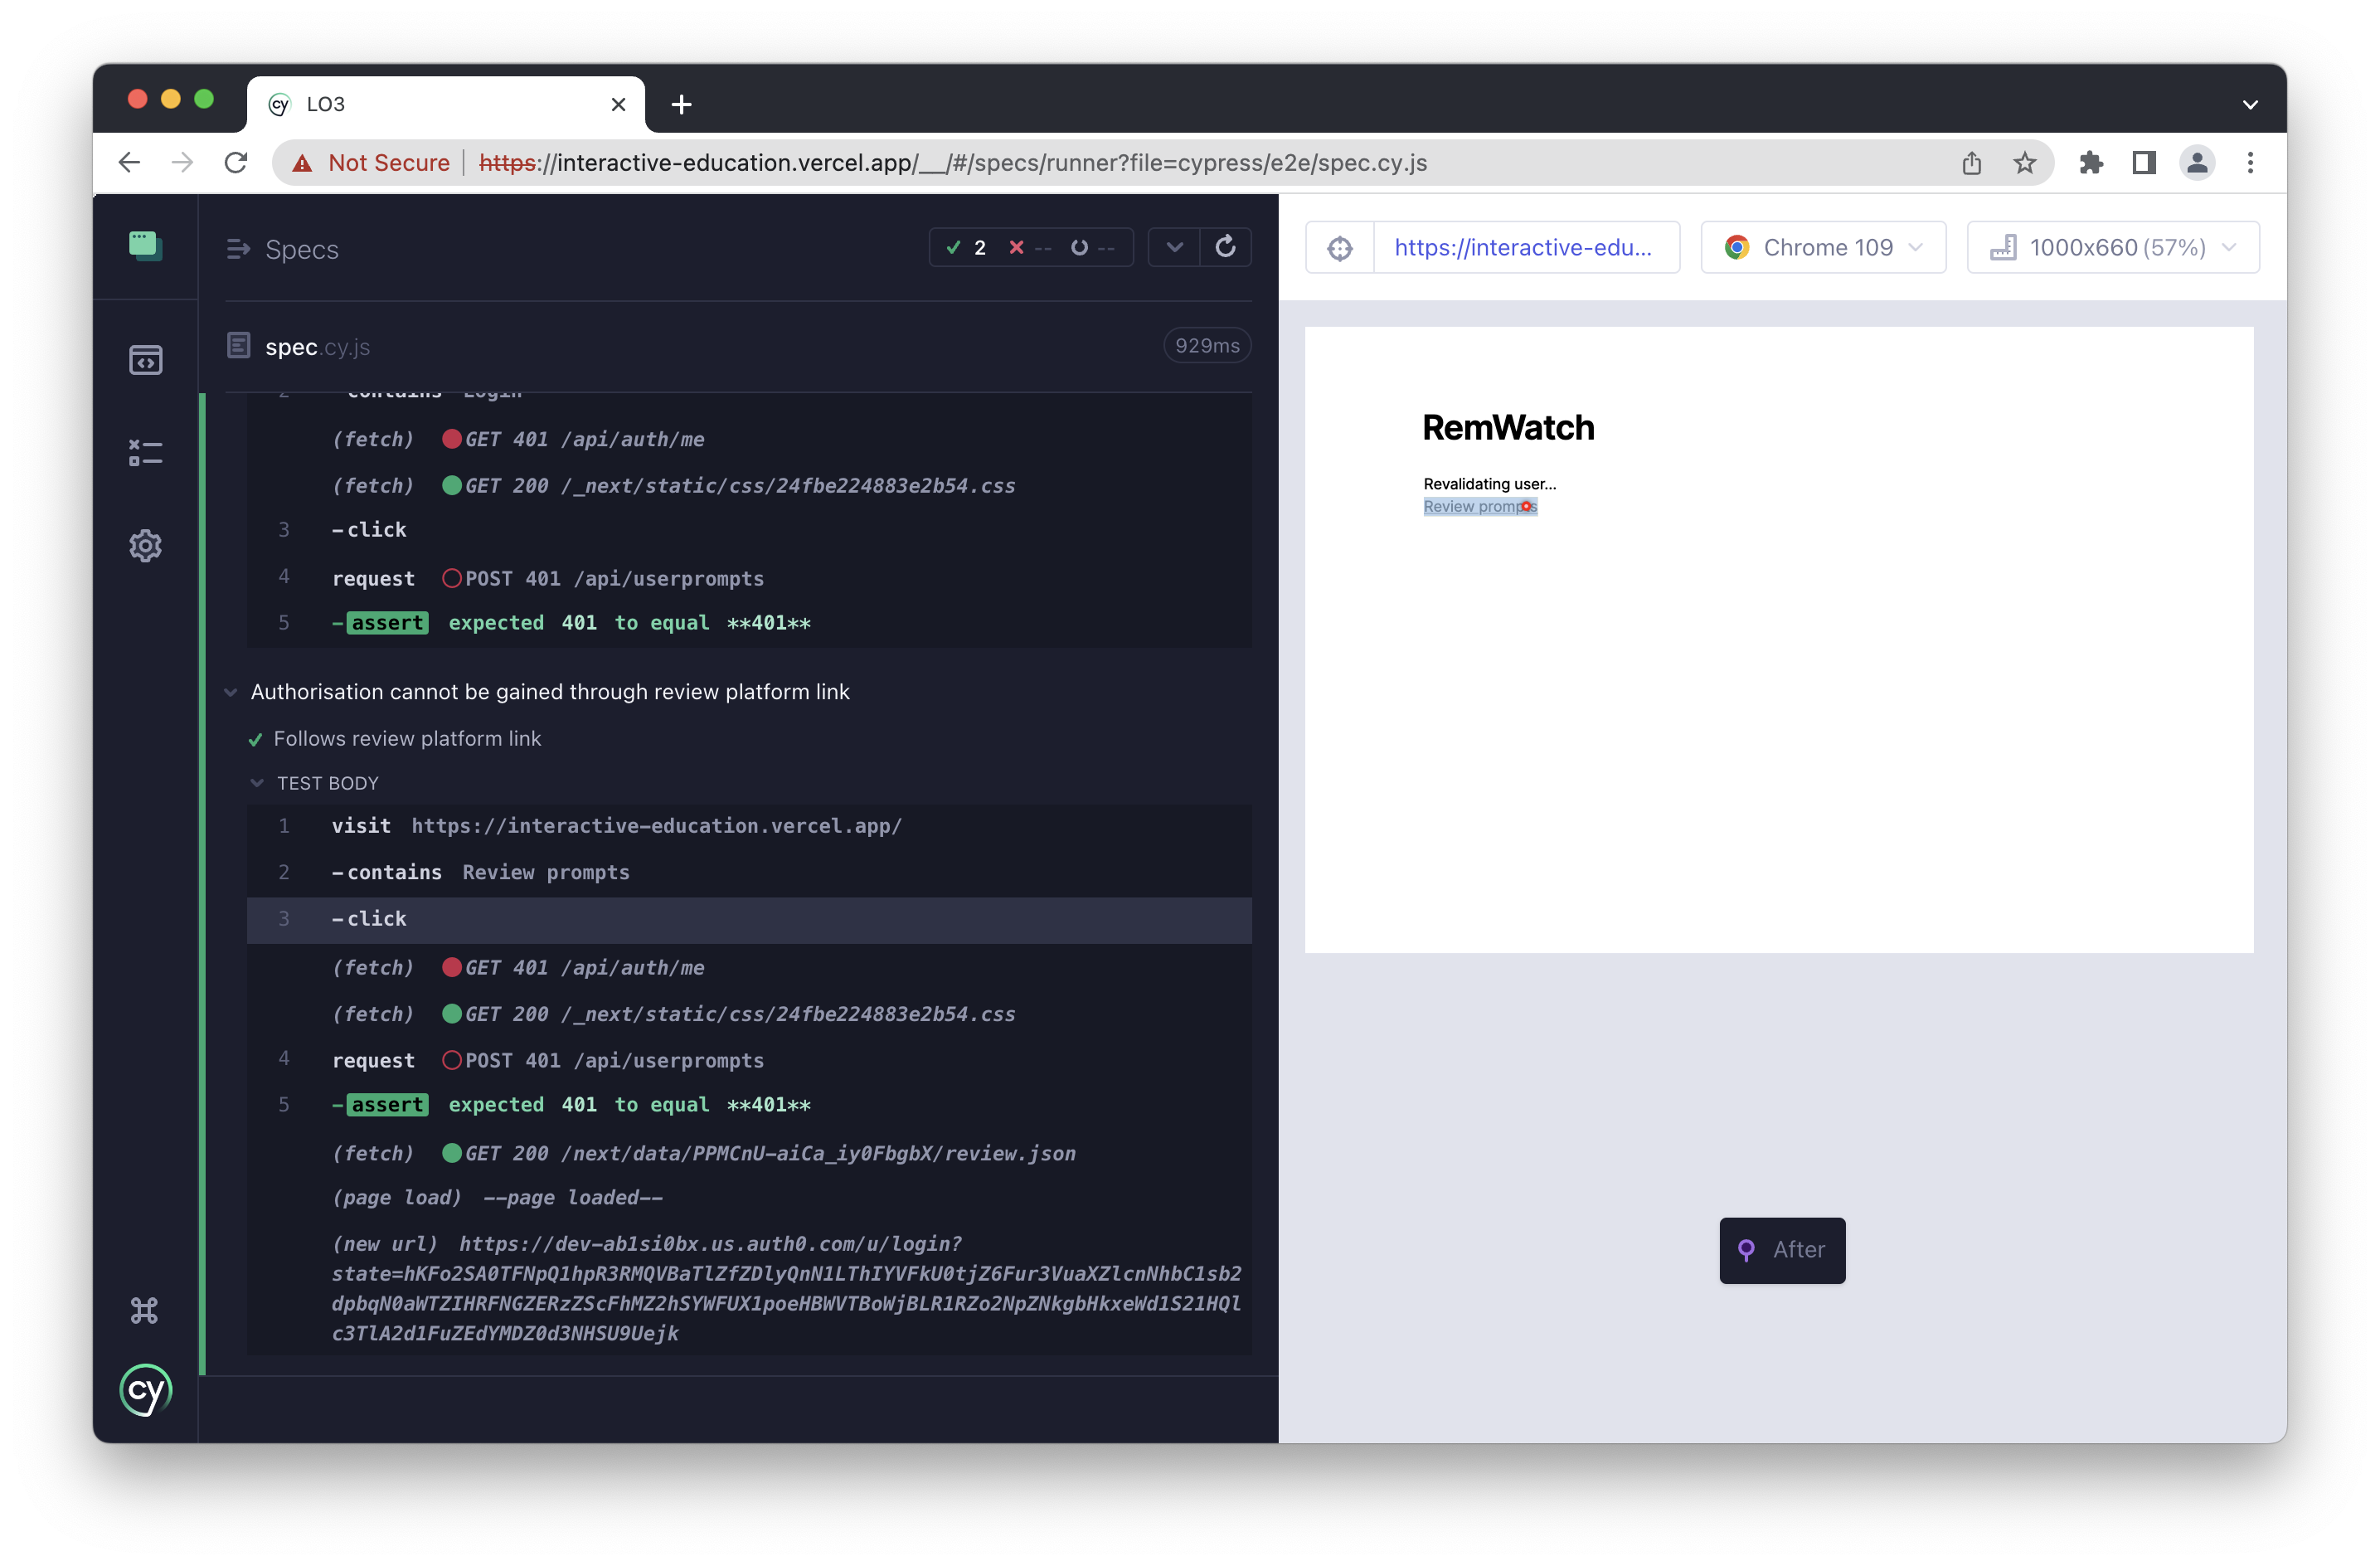 LO3
Not Secure https://interactive-education.vercel.app/__/#/specs/runner?file=cypress/e2e/spec.cy.js
Specs
2 -- --
spec.cy.js
929ms
2 -contains Login
(fetch) GET 401 /api/auth/me
(fetch) GET 200 /_next/static/css/24fbe224883e2b54.css
3 -click
4 request POST 401 /api/userprompts
5 -assert expected 401 to equal **401**
Authorisation cannot be gained through review platform link
Follows review platform link
TEST BODY
1 visit https://interactive-education.vercel.app/
2 -contains Review prompts
3 -click
(fetch) GET 401 /api/auth/me
(fetch) GET 200 /_next/static/css/24fbe224883e2b54.css
4 request POST 401 /api/userprompts
5 -assert expected 401 to equal **401**
(fetch) GET 200 /next/data/PPMCnU-aiCa_iy0FbgbX/review.json
(page load) --page loaded--
(new url) https://dev-ab1si0bx.us.auth0.com/u/login?
state=hKFo2SA0TFNpQ1hpR3RMQVBaTlZfZDlyQnN1LThIYVFkU0tjZ6Fur3VuaXZlcnNhbC1sb2
dpbqN0aWTZIHRFNGZERzZScFhMZ2hSYWFUX1poeHBWVTBoWjBLR1RZo2NpZNkgbHkxeWd1S21HQl
c3TlA2d1FuZEdYMDZ0d3NHSU9Uejk
cy
https://interactive-edu...
Chrome 109
1000x660 (57%)
RemWatch
Revalidating user...
Review prompts
After